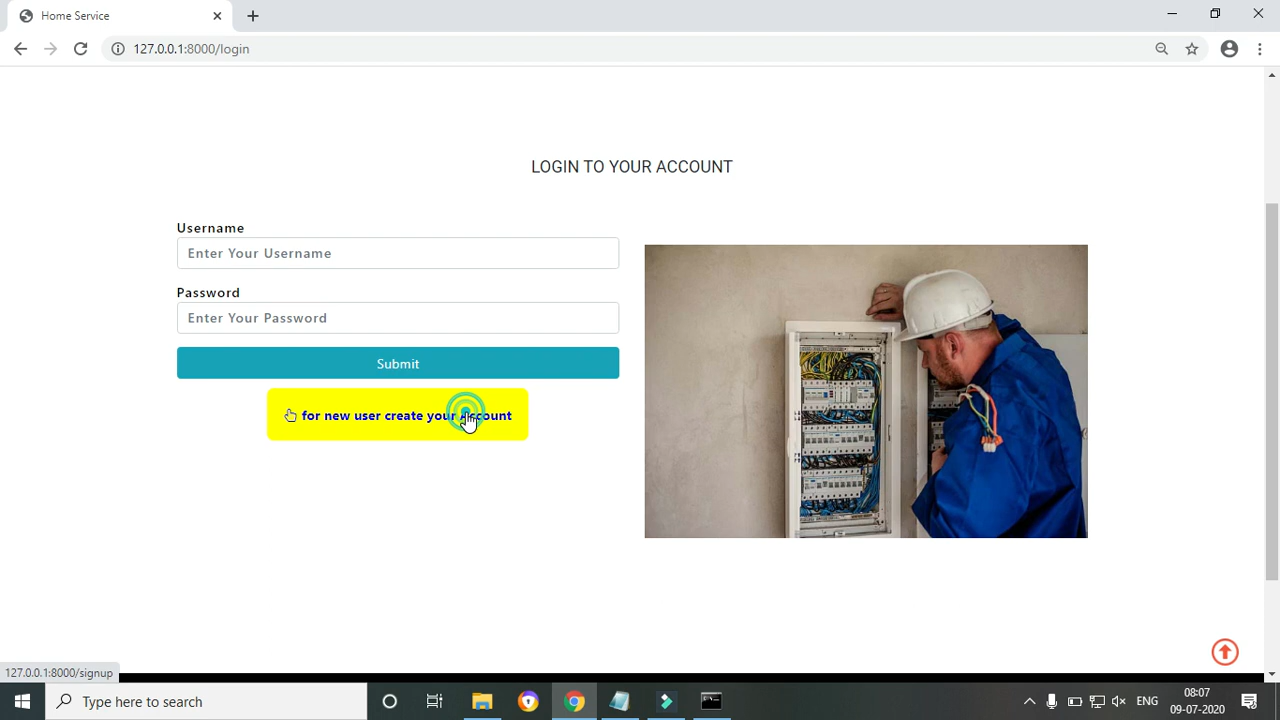 Home Service
127.0.0.1:8000/login
LOGIN TO YOUR ACCOUNT
Username
Enter Your Username
Password
Enter Your Password
Submit
for new user create your account
127.0.0.1:8000/signup
Type here to search
ENG
08:07
09-07-2020